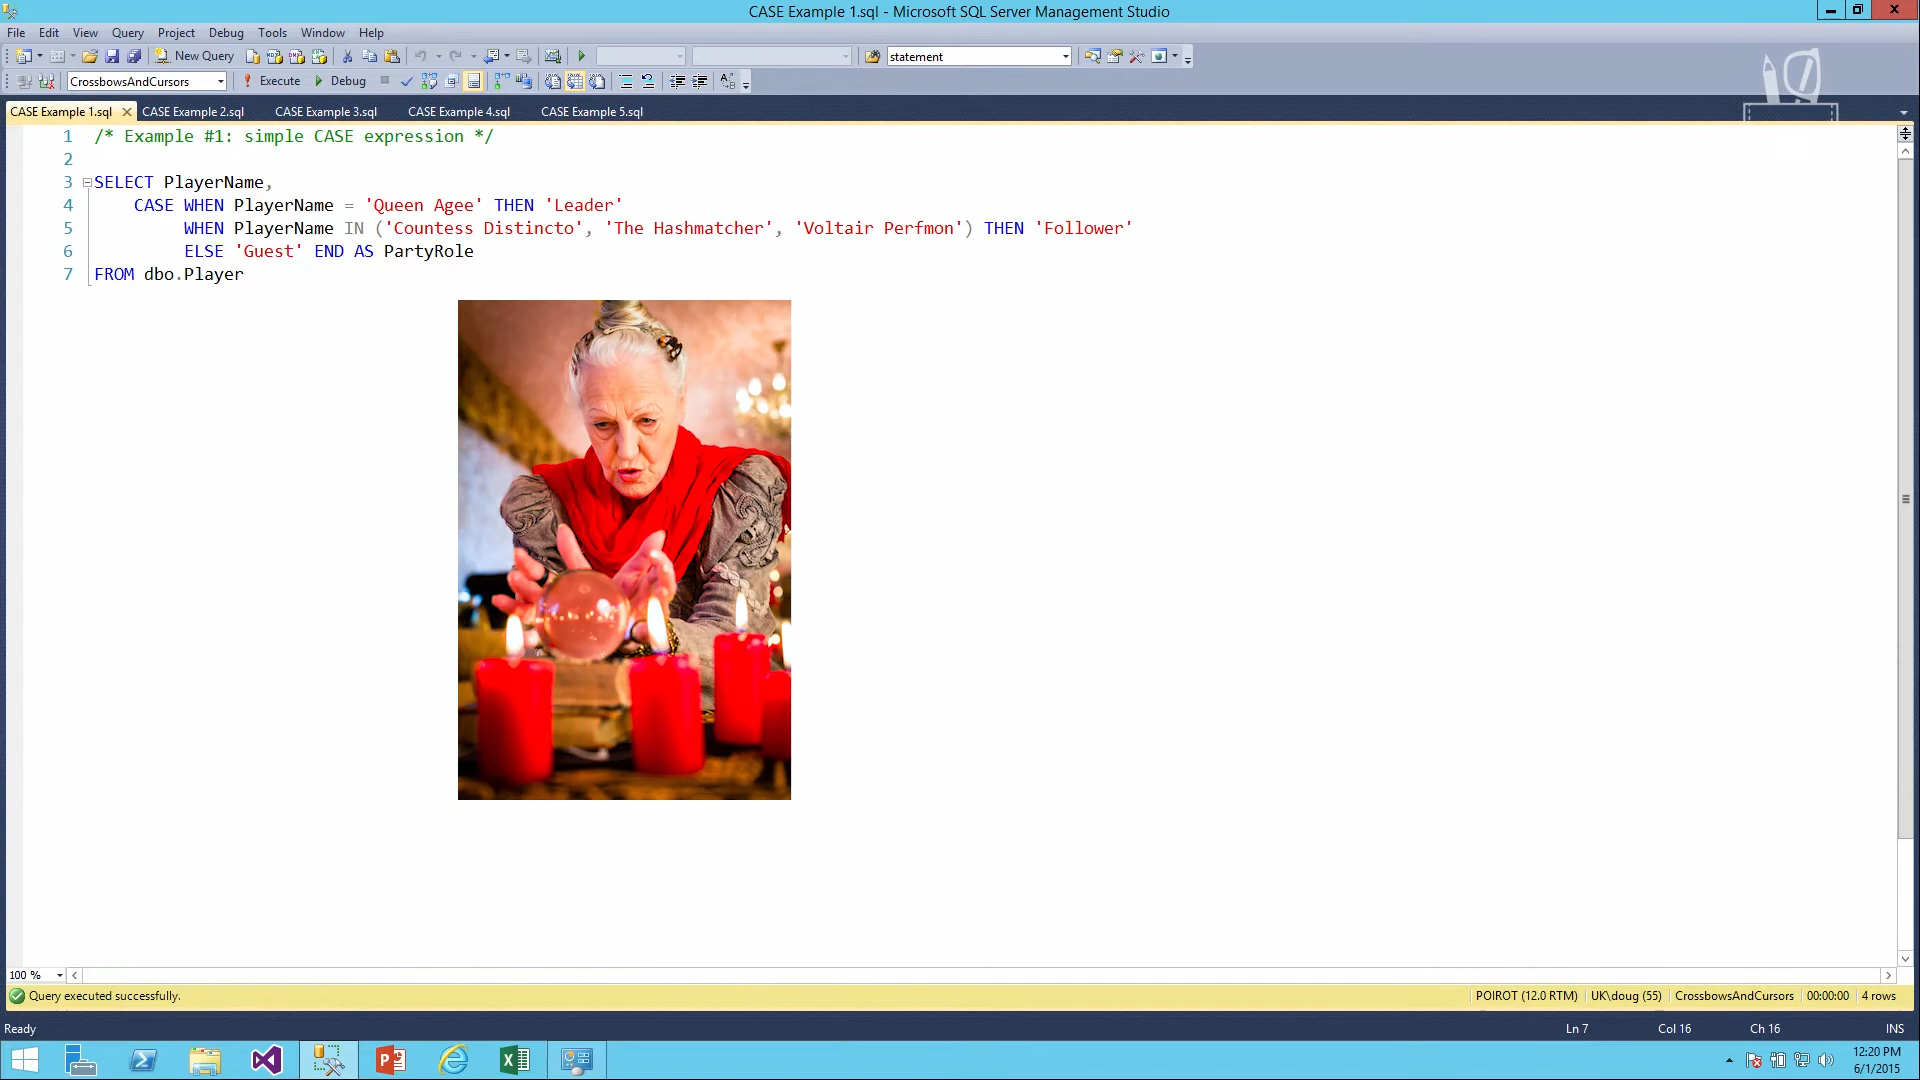 CASE Example 1.sql - Microsoft SQL Server Management Studio
File Edit View Query Project Debug Tools Window Help
New Query statement
CrossbowsAndCursors Execute Debug
CASE Example 1.sql CASE Example 2.sql CASE Example 3.sql CASE Example 4.sql CASE Example 5.sql
1 /* Example #1: simple CASE expression */
2
3 SELECT PlayerName,
4 CASE WHEN PlayerName = 'Queen Agee' THEN 'Leader'
5 WHEN PlayerName IN ('Countess Distincto', 'The Hashmatcher', 'Voltair Perfmon') THEN 'Follower'
6 ELSE 'Guest' END AS PartyRole
7 FROM dbo.Player
100 %
Query executed successfully. POIROT (12.0 RTM) UK\doug (55) CrossbowsAndCursors 00:00:00 4 rows
Ready Ln 7 Col 16 Ch 16 INS
12:20 PM
6/1/2015